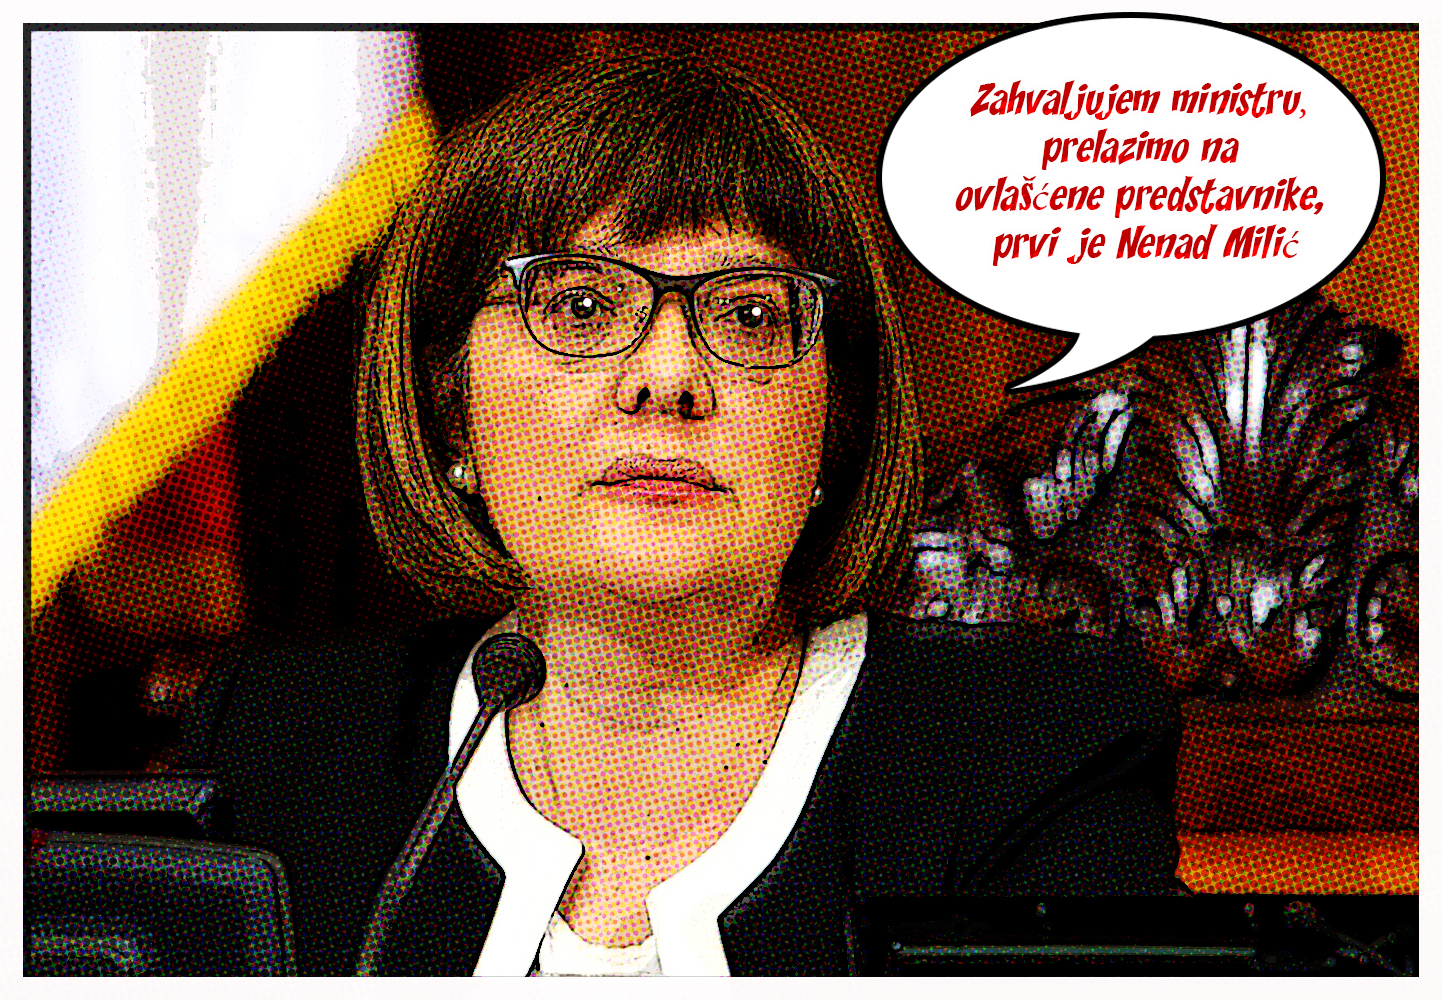 Zahvaljujem ministru,
prelazimo na
ovlašćene predstavnike,
prvi je Nenad Milić